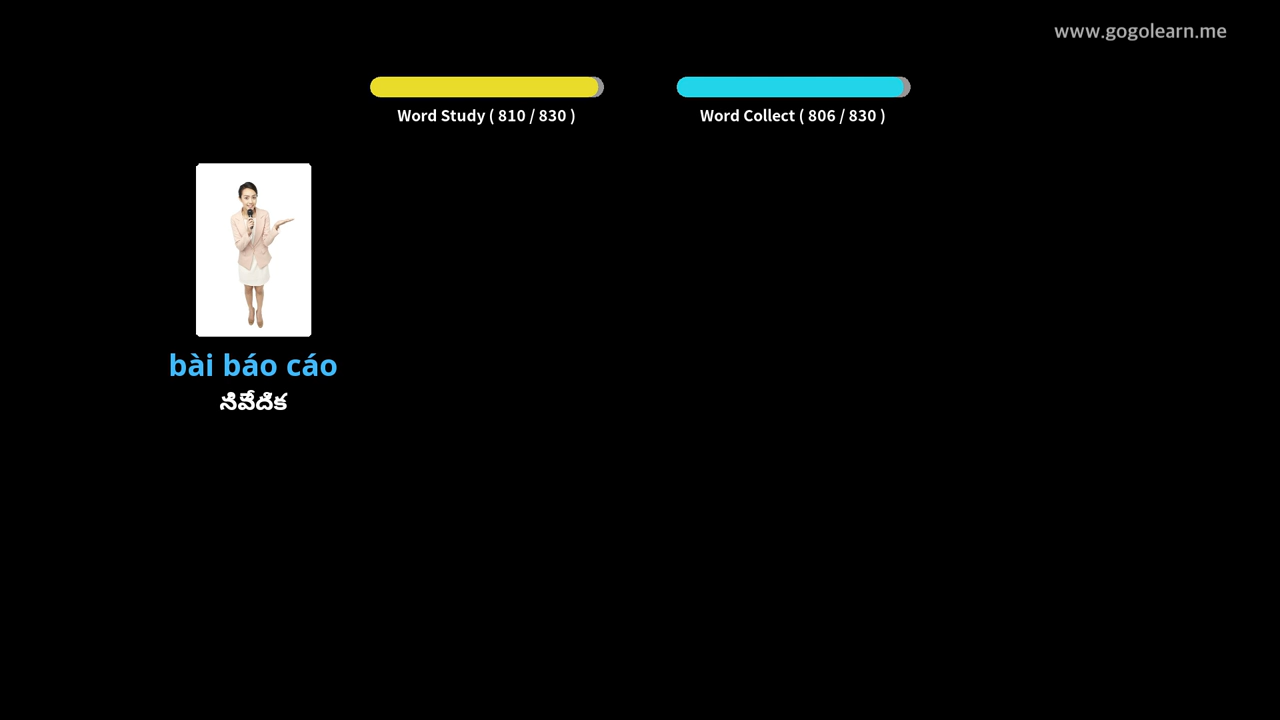 www.gogolearn.me
Word Study ( 810 / 830 )
Word Collect ( 806 / 830 )
bài báo cáo
నివేదిక